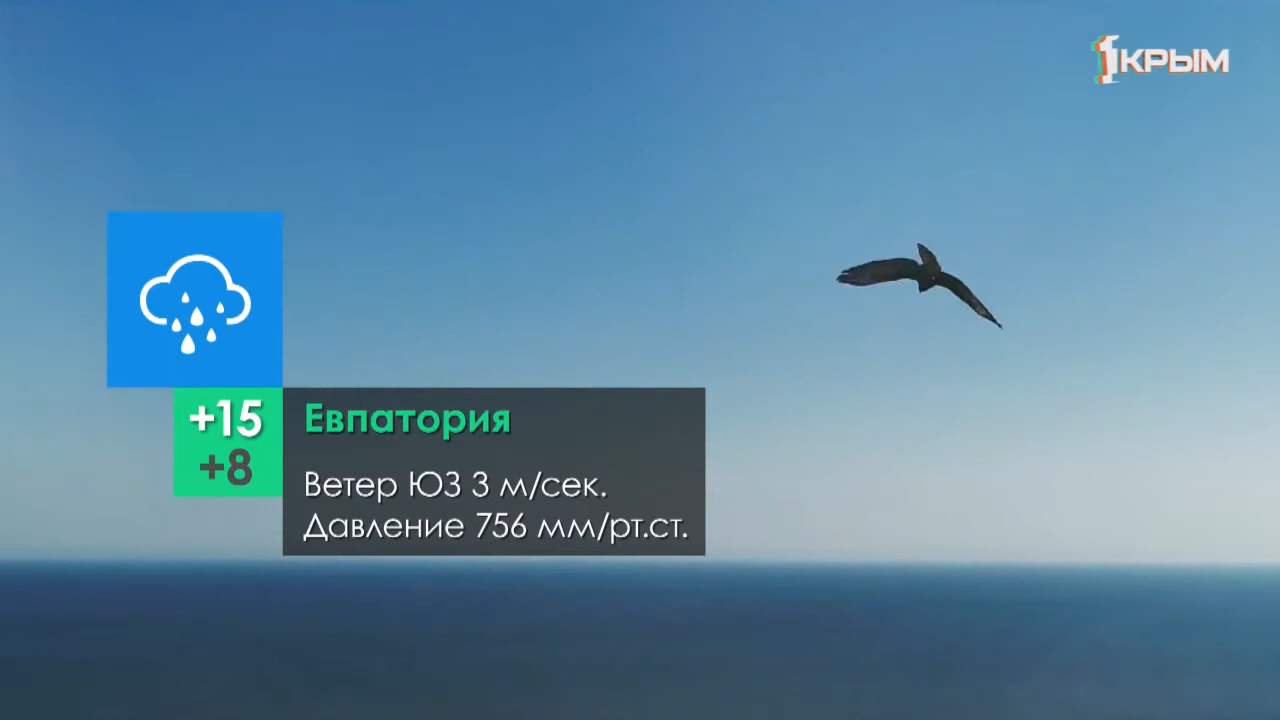 1КРЫМ
+15
+8
Евпатория
Ветер ЮЗ 3 м/сек.
Давление 756 мм/рт.ст.